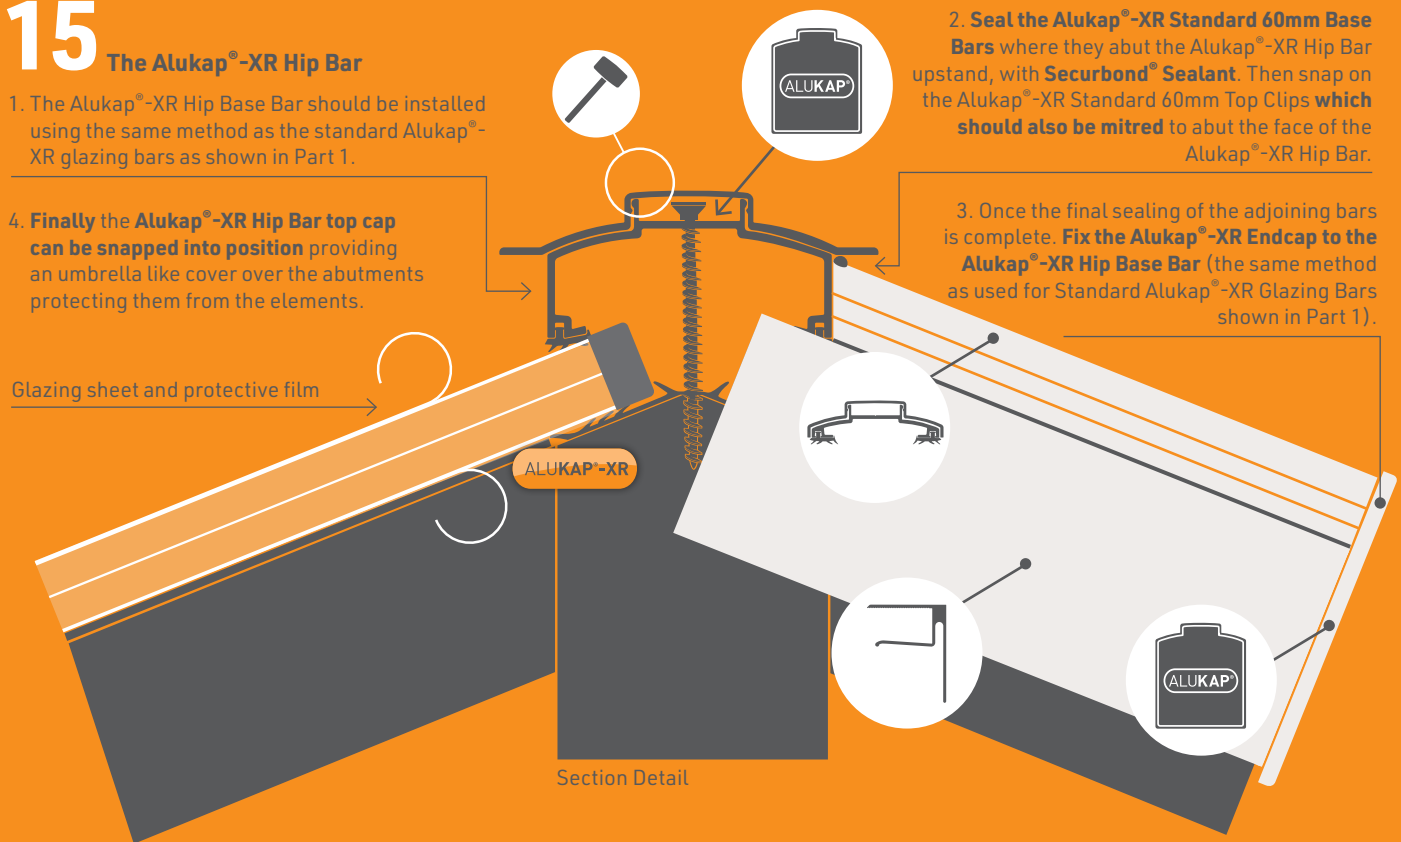 15 The Alukap®-XR Hip Bar
1. The Alukap®-XR Hip Base Bar should be installed
using the same method as the standard Alukap®-
XR glazing bars as shown in Part 1.
4. Finally the Alukap®-XR Hip Bar top cap
can be snapped into position providing
an umbrella like cover over the abutments
protecting them from the elements.
Glazing sheet and protective film
ALUKAP®
2. Seal the Alukap®-XR Standard 60mm Base
Bars where they abut the Alukap®-XR Hip Bar
upstand, with Securbond® Sealant. Then snap on
the Alukap®-XR Standard 60mm Top Clips which
should also be mitred to abut the face of the
Alukap®-XR Hip Bar.
3. Once the final sealing of the adjoining bars
is complete. Fix the Alukap®-XR Endcap to the
Alukap®-XR Hip Base Bar (the same method
as used for Standard Alukap®-XR Glazing Bars
shown in Part 1).
ALUKAP®-XR
ALUKAP®
Section Detail